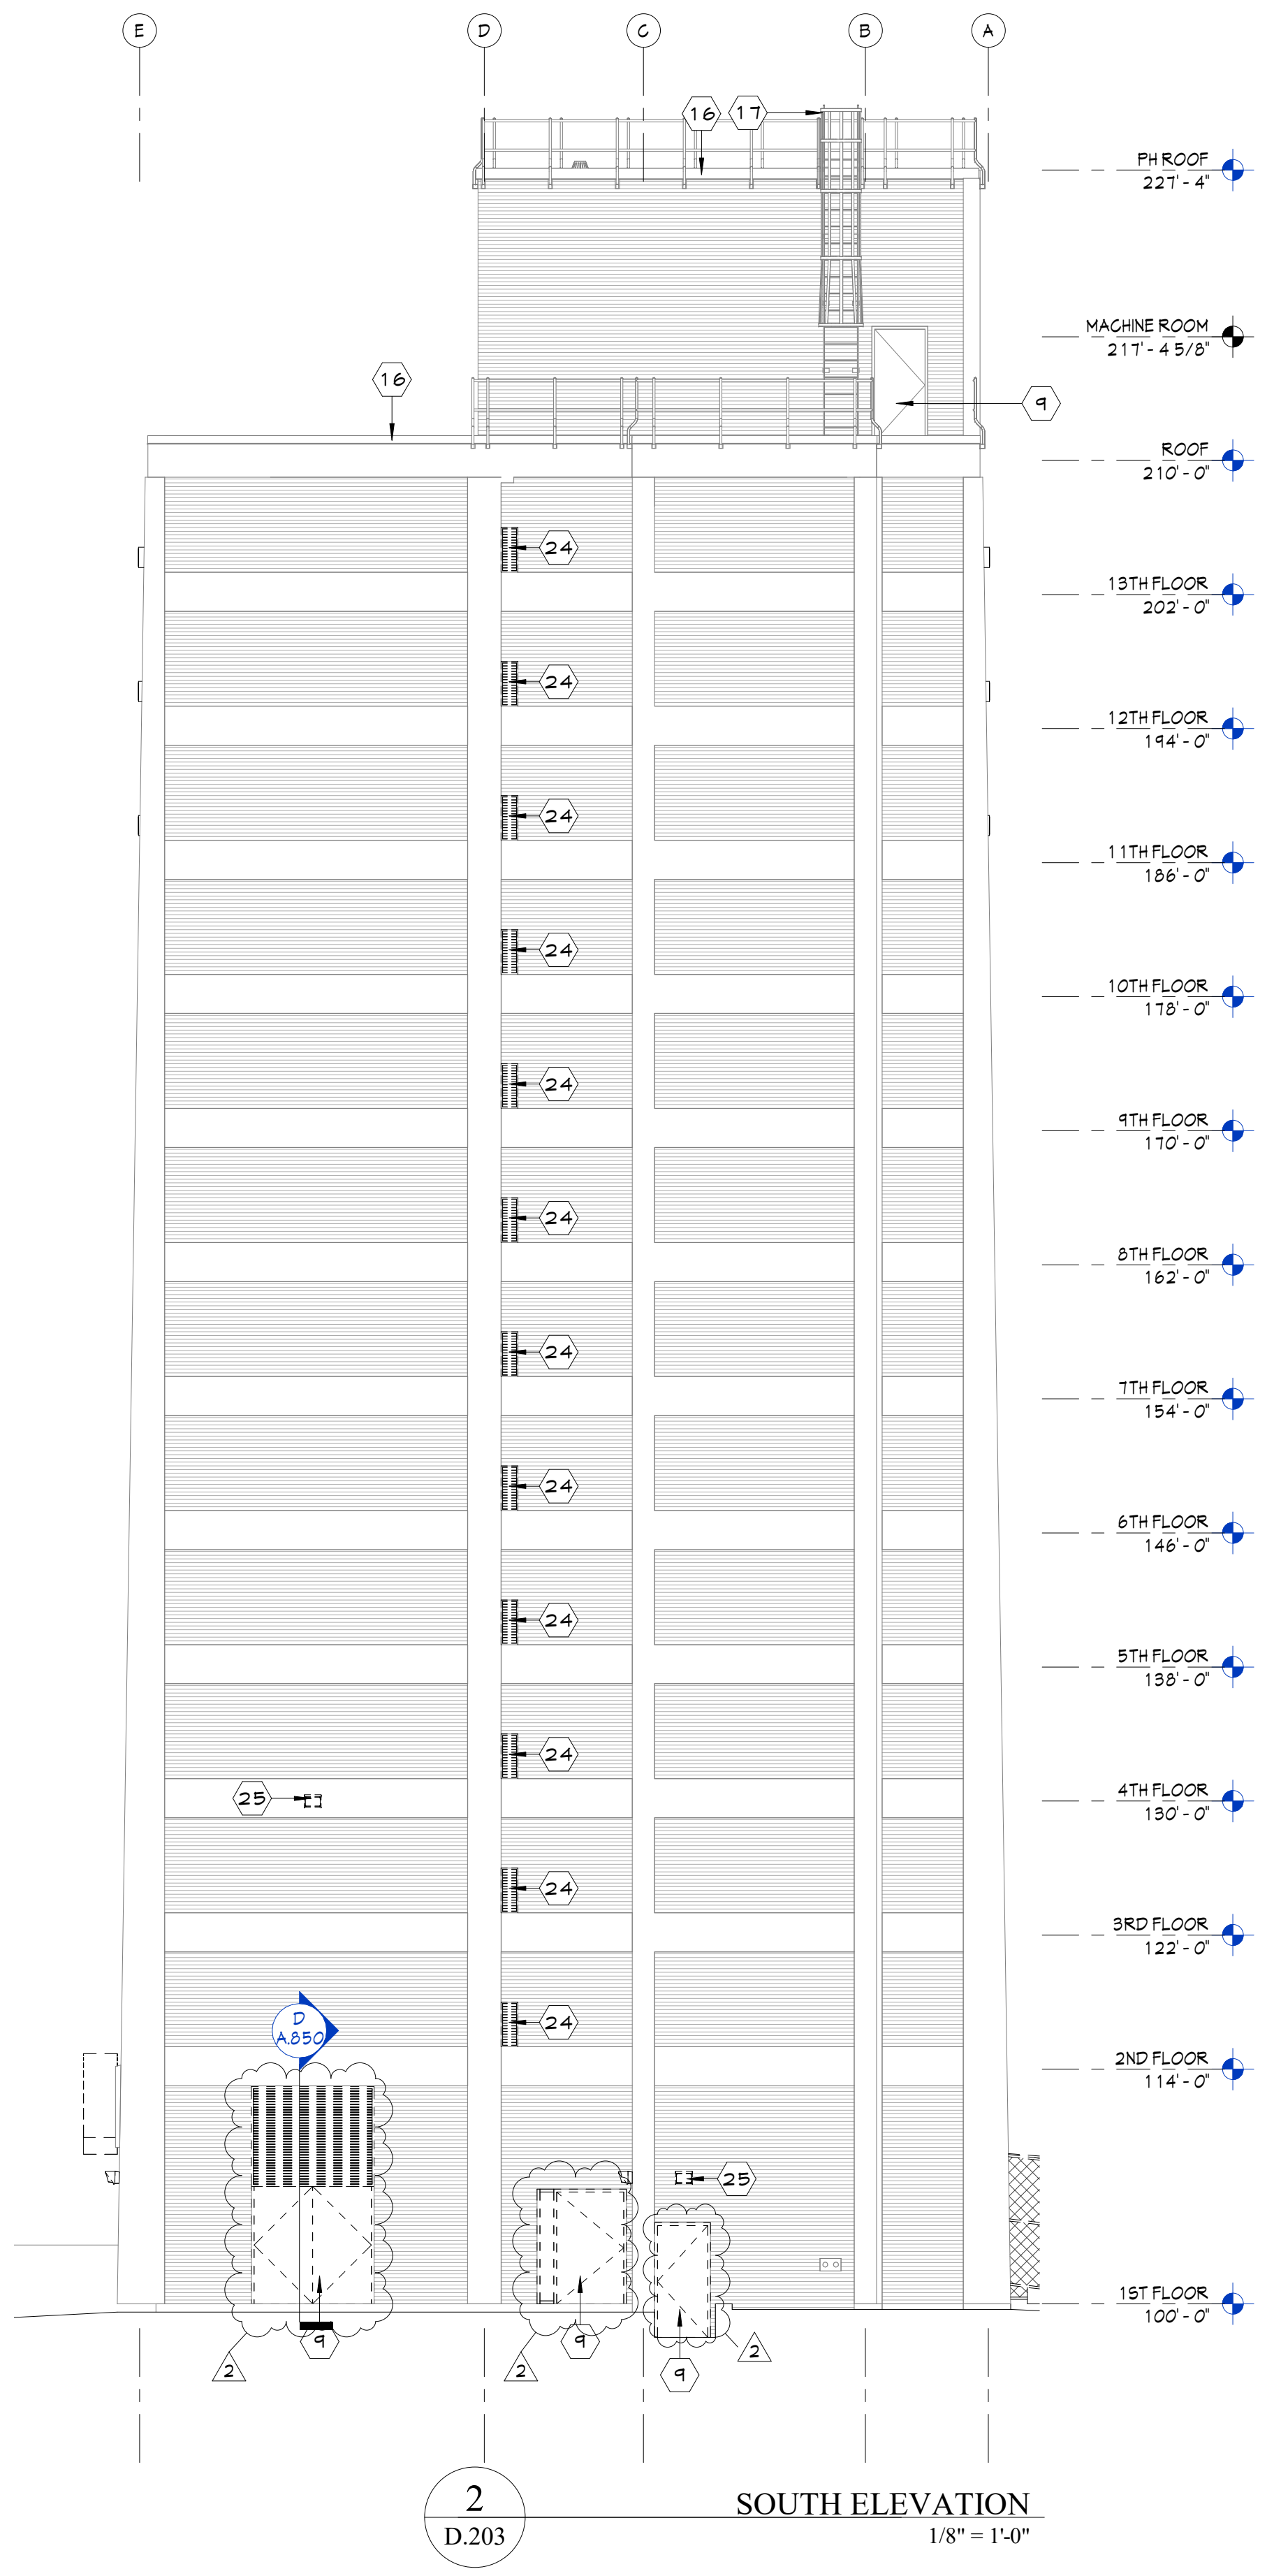 E
D
C
B
A
16
17
PH ROOF
227' - 4"
MACHINE ROOM
217' - 4 5/8"
16
9
ROOF
210' - 0"
24
13TH FLOOR
202' - 0"
24
12TH FLOOR
194' - 0"
24
11TH FLOOR
186' - 0"
24
10TH FLOOR
178' - 0"
24
9TH FLOOR
170' - 0"
24
8TH FLOOR
162' - 0"
24
7TH FLOOR
154' - 0"
24
6TH FLOOR
146' - 0"
24
5TH FLOOR
138' - 0"
24
25
4TH FLOOR
130' - 0"
24
3RD FLOOR
122' - 0"
24
D
A.850
2ND FLOOR
114' - 0"
25
1ST FLOOR
100' - 0"
9
9
2
2
9
2
2
D.203
SOUTH ELEVATION
1/8" = 1'-0"